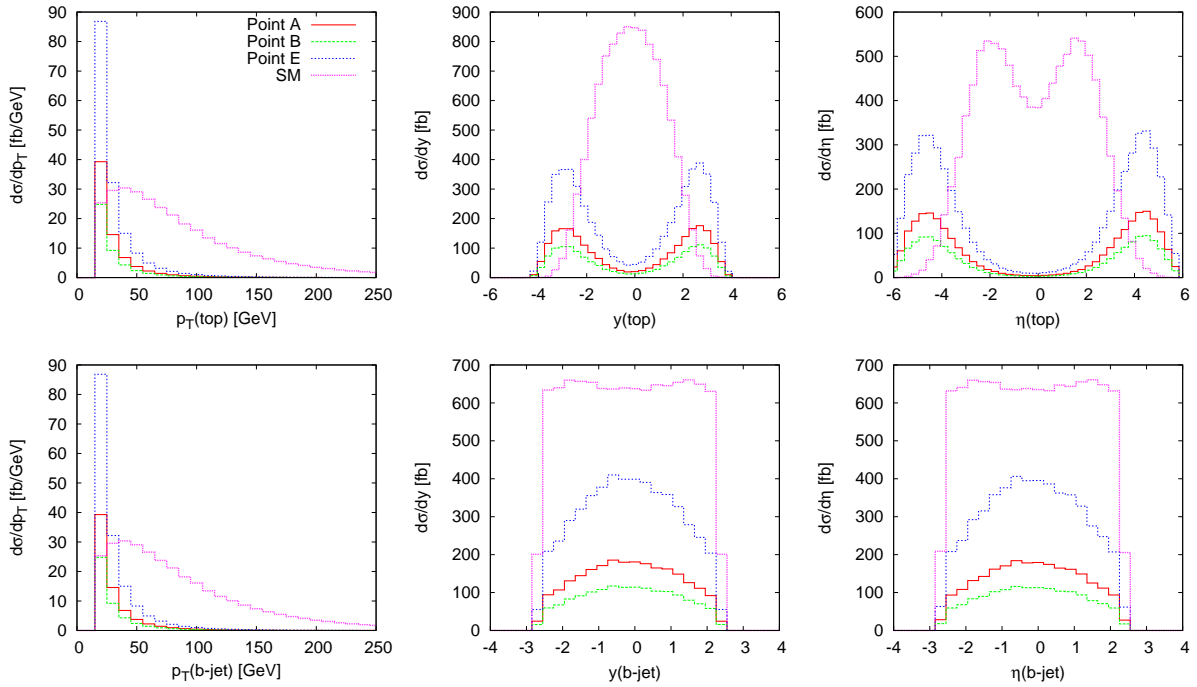 90
80
70
60
50
40
30
20
10
0
dσ/dp_T [fb/GeV]
0 50 100 150 200 250
p_T(top) [GeV]
Point A
Point B
Point E
SM
900
800
700
600
500
400
300
200
100
0
dσ/dy [fb]
-6 -4 -2 0 2 4 6
y(top)
600
500
400
300
200
100
0
dσ/dη [fb]
-6 -4 -2 0 2 4 6
η(top)
90
80
70
60
50
40
30
20
10
0
dσ/dp_T [fb/GeV]
0 50 100 150 200 250
p_T(b-jet) [GeV]
700
600
500
400
300
200
100
0
dσ/dy [fb]
-4 -3 -2 -1 0 1 2 3 4
y(b-jet)
700
600
500
400
300
200
100
0
dσ/dη [fb]
-4 -3 -2 -1 0 1 2 3 4
η(b-jet)